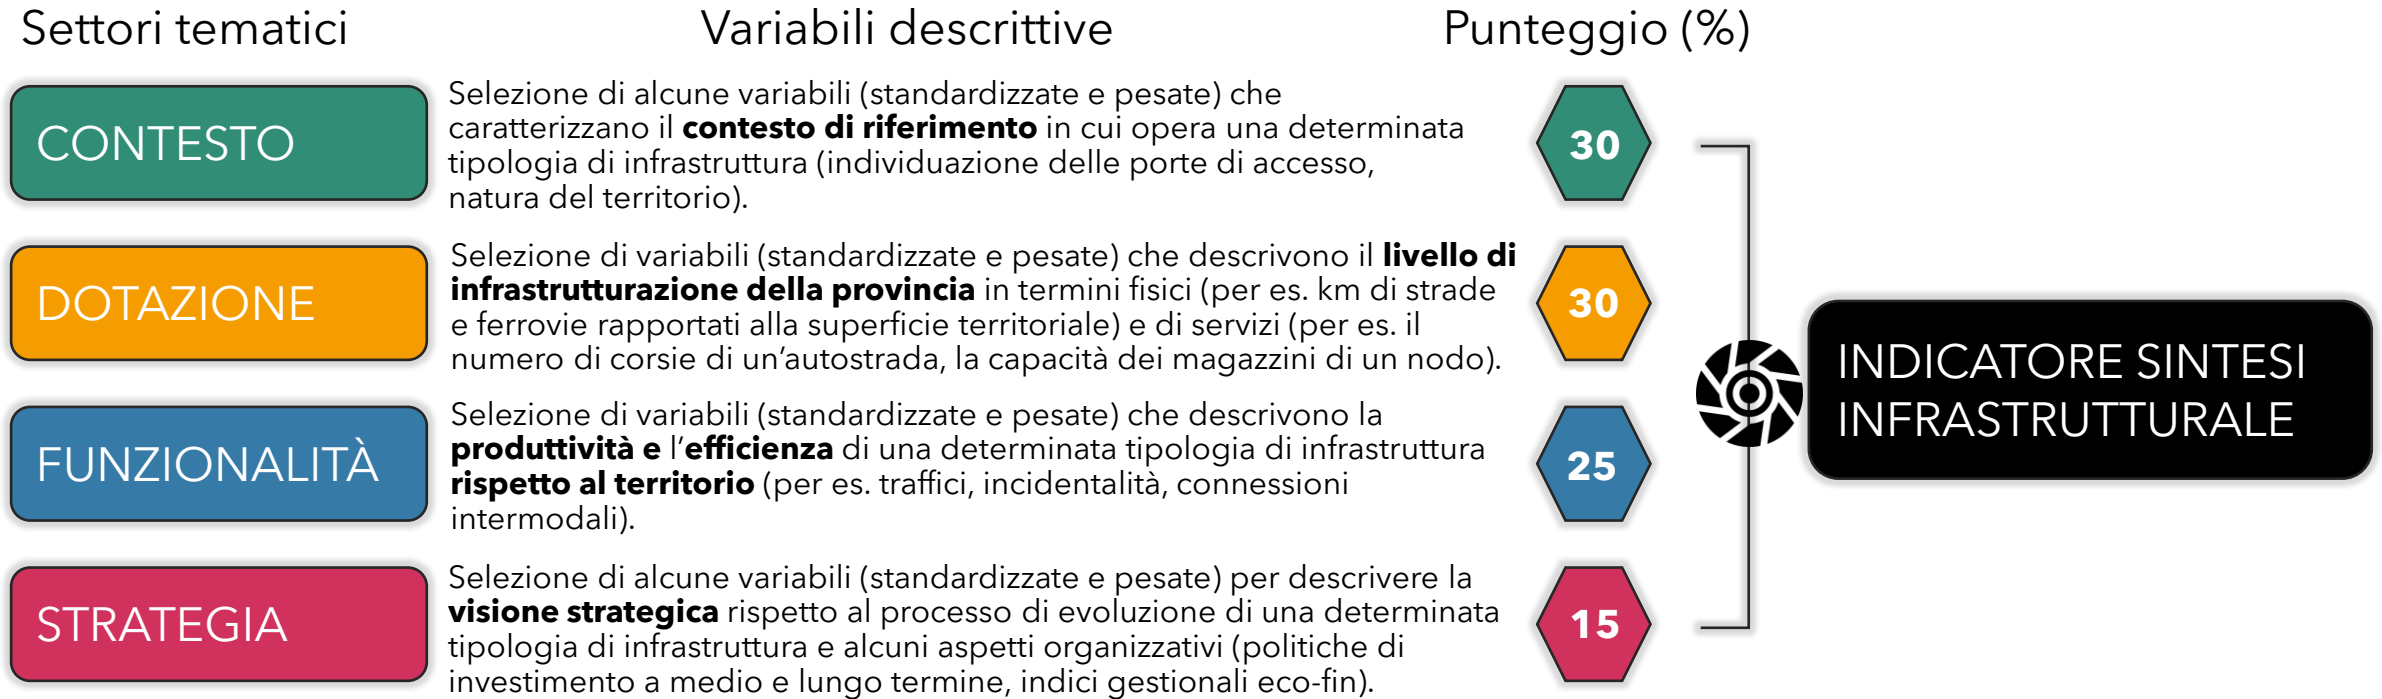 Settori tematici
Variabili descrittive
Punteggio (%)
CONTESTO
Selezione di alcune variabili (standardizzate e pesate) che
caratterizzano il contesto di riferimento in cui opera una determinata
tipologia di infrastruttura (individuazione delle porte di accesso,
natura del territorio).
30
DOTAZIONE
Selezione di variabili (standardizzate e pesate) che descrivono il livello di
infrastrutturazione della provincia in termini fisici (per es. km di strade
e ferrovie rapportati alla superficie territoriale) e di servizi (per es. il
numero di corsie di un’autostrada, la capacità dei magazzini di un nodo).
30
FUNZIONALITÀ
Selezione di variabili (standardizzate e pesate) che descrivono la
produttività e l’efficienza di una determinata tipologia di infrastruttura
rispetto al territorio (per es. traffici, incidentalità, connessioni
intermodali).
25
STRATEGIA
Selezione di alcune variabili (standardizzate e pesate) per descrivere la
visione strategica rispetto al processo di evoluzione di una determinata
tipologia di infrastruttura e alcuni aspetti organizzativi (politiche di
investimento a medio e lungo termine, indici gestionali eco-fin).
15
INDICATORE SINTESI
INFRASTRUTTURALE